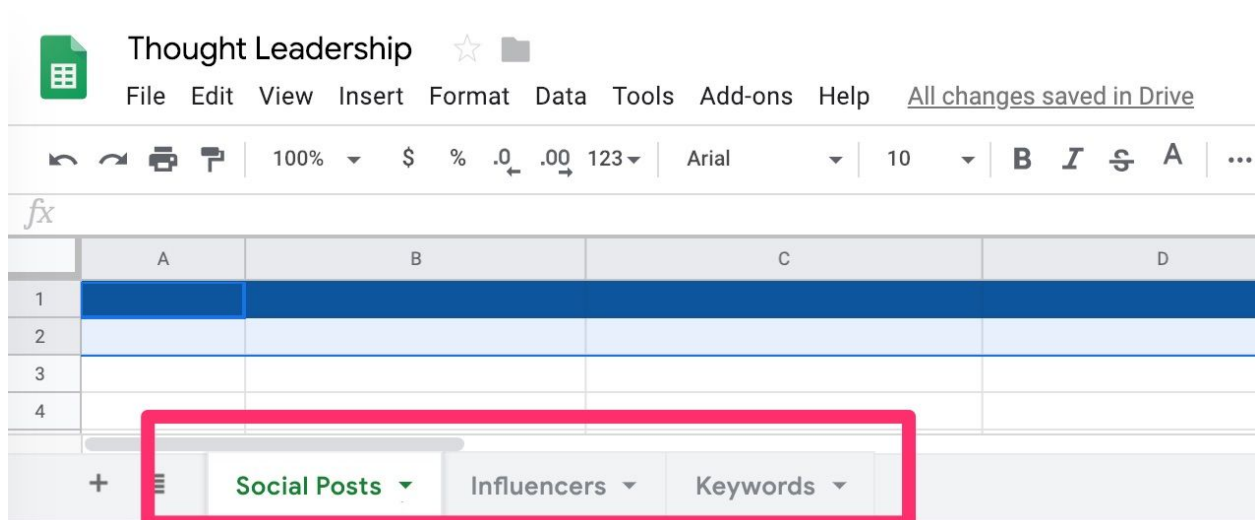 Thought Leadership
File Edit View Insert Format Data Tools Add-ons Help All changes saved in Drive
100% $ % .0 .00 123 Arial 10 B I S A ...
fx
A B C D
1
2
3
4
+ Social Posts Influencers Keywords